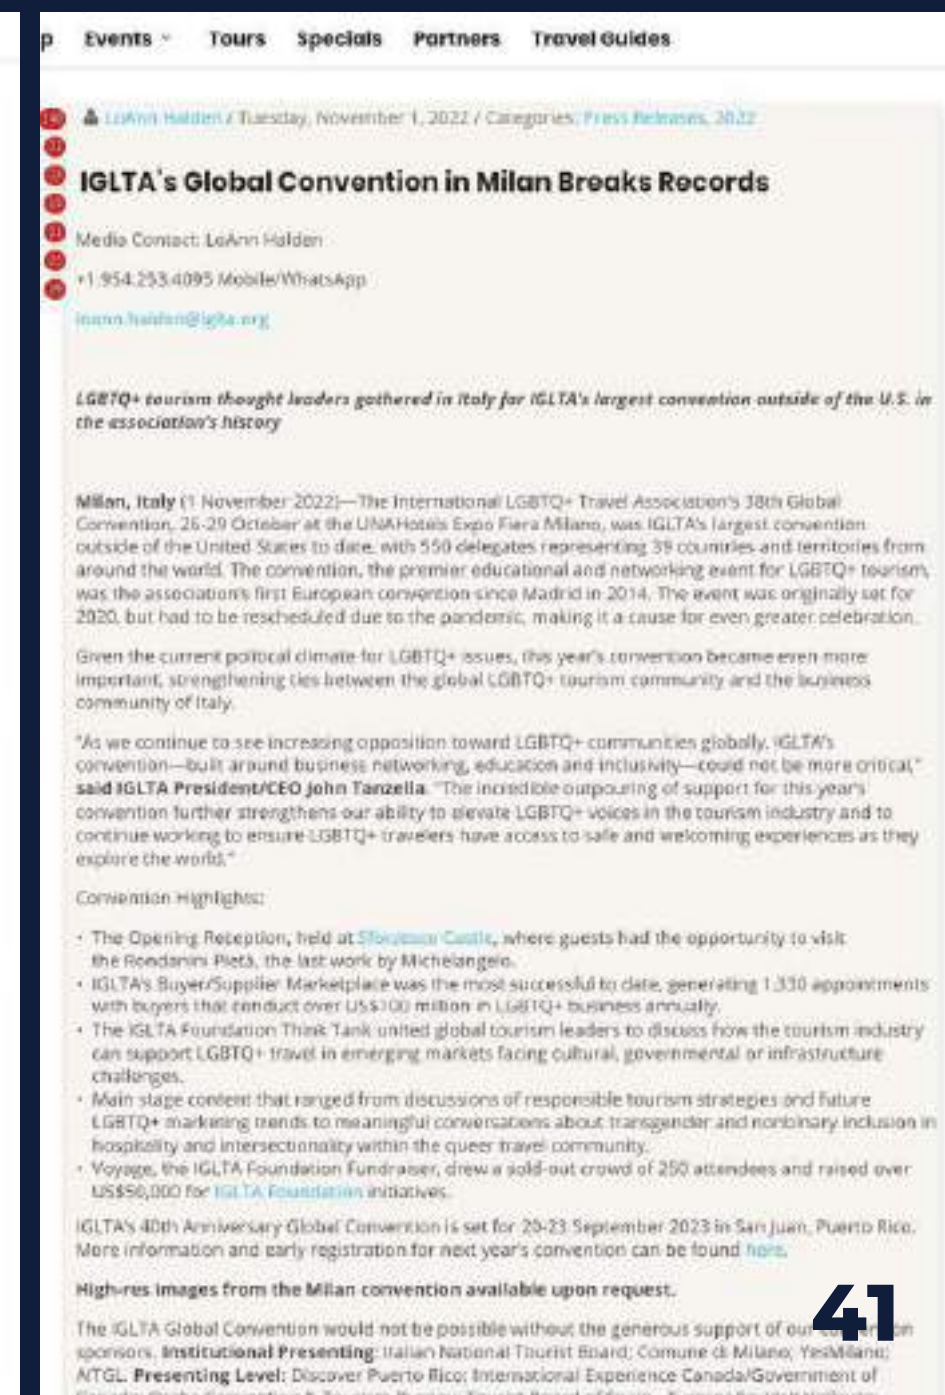 p Events Tours Specials Partners Travel Guides
LoAnn Halden / Tuesday, November 1, 2022 / Categories: Press Releases, 2022
IGLTA's Global Convention in Milan Breaks Records
Media Contact: LoAnn Halden
+1.954.253.4095 Mobile/WhatsApp
loann.halden@iglta.org
LGBTQ+ tourism thought leaders gathered in Italy for IGLTA's largest convention outside of the U.S. in
the association's history
Milan, Italy (1 November 2022)—The International LGBTQ+ Travel Association's 38th Global
Convention, 26-29 October at the UNAHotels Expo Fiera Milano, was IGLTA's largest convention
outside of the United States to date, with 550 delegates representing 39 countries and territories from
around the world. The convention, the premier educational and networking event for LGBTQ+ tourism,
was the association's first European convention since Madrid in 2014. The event was originally set for
2020, but had to be rescheduled due to the pandemic, making it a cause for even greater celebration.
Given the current political climate for LGBTQ+ issues, this year's convention became even more
important, strengthening ties between the global LGBTQ+ tourism community and the business
community of Italy.
"As we continue to see increasing opposition toward LGBTQ+ communities globally, IGLTA's
convention—built around business networking, education and inclusivity—could not be more critical,"
said IGLTA President/CEO John Tanzella. "The incredible outpouring of support for this year's
convention further strengthens our ability to elevate LGBTQ+ voices in the tourism industry and to
continue working to ensure LGBTQ+ travelers have access to safe and welcoming experiences as they
explore the world."
Convention Highlights:
• The Opening Reception, held at Sforzesco Castle, where guests had the opportunity to visit
the Rondanini Pietà, the last work by Michelangelo.
• IGLTA's Buyer/Supplier Marketplace was the most successful to date, generating 1,330 appointments
with buyers that conduct over US$100 million in LGBTQ+ business annually.
• The IGLTA Foundation Think Tank united global tourism leaders to discuss how the tourism industry
can support LGBTQ+ travel in emerging markets facing cultural, governmental or infrastructure
challenges.
• Main stage content that ranged from discussions of responsible tourism strategies and future
LGBTQ+ marketing trends to meaningful conversations about transgender and nonbinary inclusion in
hospitality and intersectionality within the queer travel community.
• Voyage, the IGLTA Foundation Fundraiser, drew a sold-out crowd of 250 attendees and raised over
US$50,000 for IGLTA Foundation initiatives.
IGLTA's 40th Anniversary Global Convention is set for 20-23 September 2023 in San Juan, Puerto Rico.
More information and early registration for next year's convention can be found here.
High-res images from the Milan convention available upon request.
41
The IGLTA Global Convention would not be possible without the generous support of our
sponsors. Institutional Presenting: Italian National Tourist Board; Comune di Milano; YesMilano;
AITGL. Presenting Level: Discover Puerto Rico; International Experience Canada/Government of